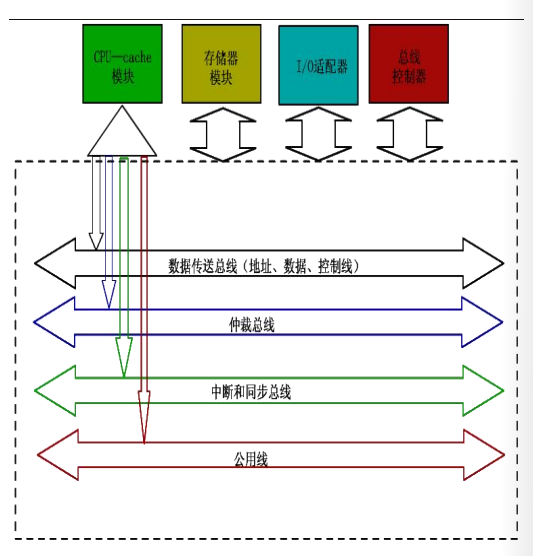 CPU—cache
模块
存储器
模块
I/O适配器
总线
控制器
数据传送总线（地址、数据、控制线）
仲裁总线
中断和同步总线
公用线